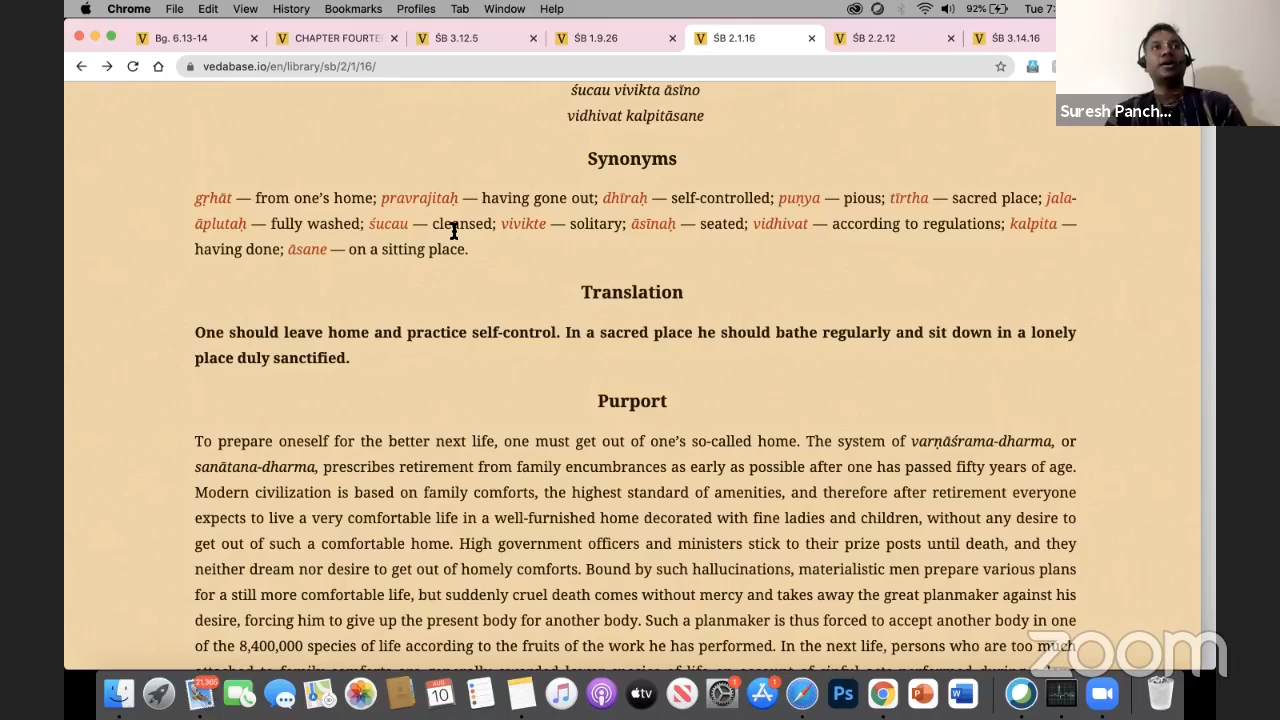 Chrome File Edit View History Bookmarks Profiles Tab Window Help 92% Tue 7:
Bg. 6.13-14 CHAPTER FOURTE ŚB 3.12.5 ŚB 1.9.26 ŚB 2.1.16 ŚB 2.2.12 ŚB 3.14.16
vedabase.io/en/library/sb/2/1/16/
Suresh Panch...
śucau vivikta āsīno
vidhivat kalpitāsane
Synonyms
gṛhāt — from one’s home; pravrajitaḥ — having gone out; dhīraḥ — self-controlled; puṇya — pious; tīrtha — sacred place; jala-
āplutaḥ — fully washed; śucau — cleansed; vivikte — solitary; āsīnaḥ — seated; vidhivat — according to regulations; kalpita —
having done; āsane — on a sitting place.
Translation
One should leave home and practice self-control. In a sacred place he should bathe regularly and sit down in a lonely
place duly sanctified.
Purport
To prepare oneself for the better next life, one must get out of one’s so-called home. The system of varṇāśrama-dharma, or
sanātana-dharma, prescribes retirement from family encumbrances as early as possible after one has passed fifty years of age.
Modern civilization is based on family comforts, the highest standard of amenities, and therefore after retirement everyone
expects to live a very comfortable life in a well-furnished home decorated with fine ladies and children, without any desire to
get out of such a comfortable home. High government officers and ministers stick to their prize posts until death, and they
neither dream nor desire to get out of homely comforts. Bound by such hallucinations, materialistic men prepare various plans
for a still more comfortable life, but suddenly cruel death comes without mercy and takes away the great planmaker against his
desire, forcing him to give up the present body for another body. Such a planmaker is thus forced to accept another body in one
of the 8,400,000 species of life according to the fruits of the work he has performed. In the next life, persons who are too much
zoom
21,365 AUG 10 tv 1 1 Ps P W